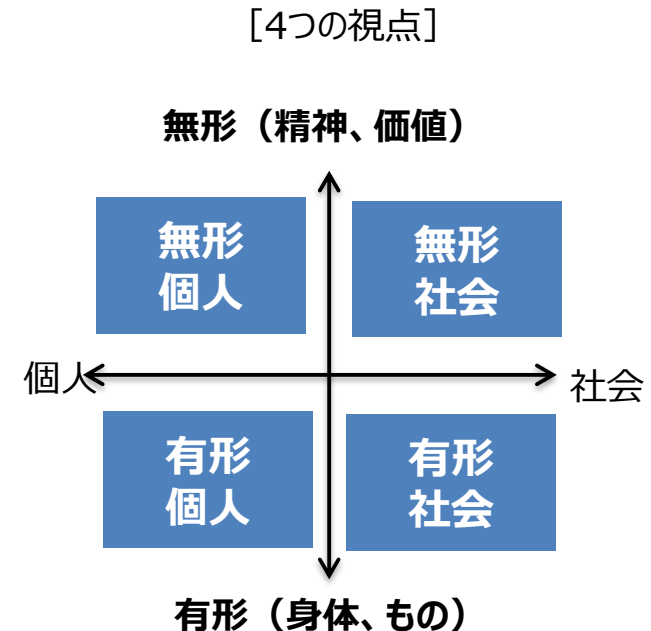 ［4つの視点］
無形（精神、価値）
無形
個人
無形
社会
個人
社会
有形
個人
有形
社会
有形（身体、もの）